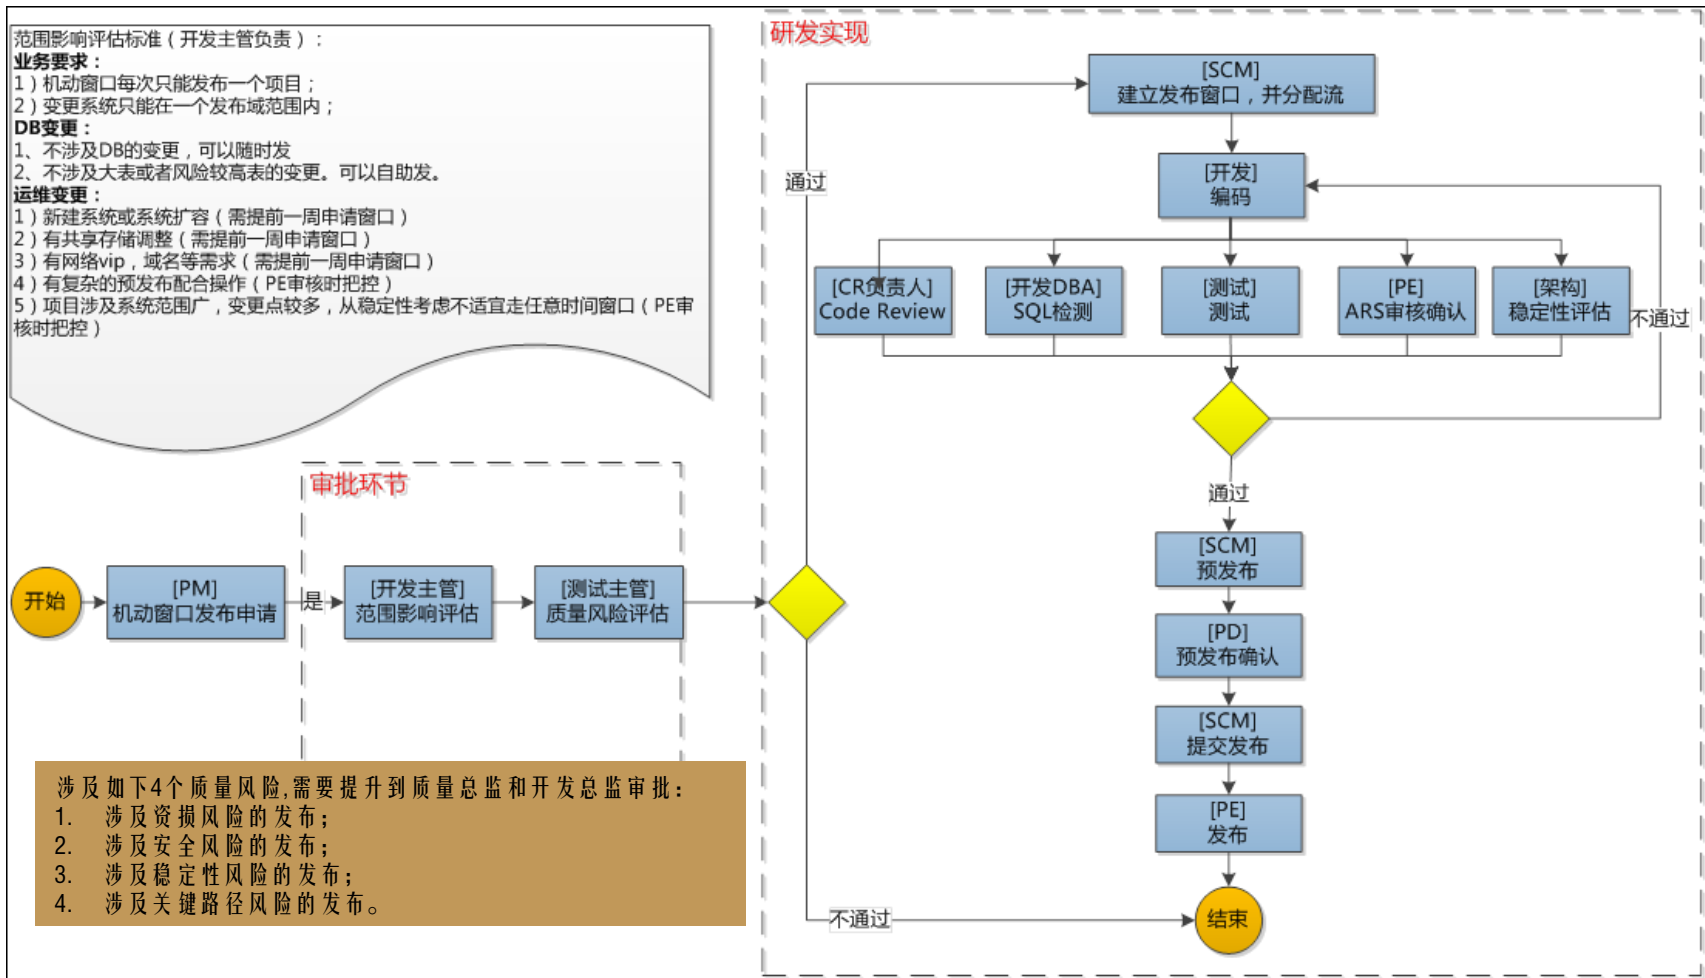 范围影响评估标准（开发主管负责）：
业务要求：
1）机动窗口每次只能发布一个项目；
2）变更系统只能在一个发布域范围内；
DB变更：
1、不涉及DB的变更，可以随时发
2、不涉及大表或者风险较高表的变更。可以自助发。
运维变更：
1）新建系统或系统扩容（需提前一周申请窗口）
2）有共享存储调整（需提前一周申请窗口）
3）有网络vip，域名等需求（需提前一周申请窗口）
4）有复杂的预发布配合操作（PE审核时把控）
5）项目涉及系统范围广，变更点较多，从稳定性考虑不适宜走任意时间窗口（PE审
核时把控）
审批环节
开始
[PM]
机动窗口发布申请
是
[开发主管]
范围影响评估
[测试主管]
质量风险评估
涉及如下4个质量风险,需要提升到质量总监和开发总监审批：
1. 涉及资损风险的发布；
2. 涉及安全风险的发布；
3. 涉及稳定性风险的发布；
4. 涉及关键路径风险的发布。
研发实现
通过
[SCM]
建立发布窗口，并分配流
[开发]
编码
[CR负责人]
Code Review
[开发DBA]
SQL检测
[测试]
测试
[PE]
ARS审核确认
[架构]
稳定性评估
不通过
通过
[SCM]
预发布
[PD]
预发布确认
[SCM]
提交发布
[PE]
发布
不通过
结束